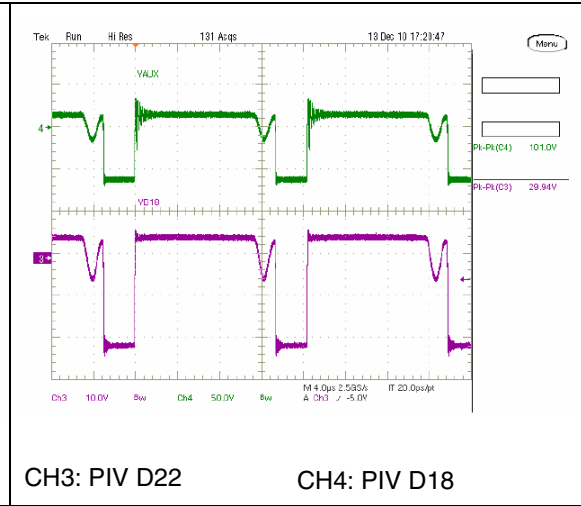 Tek Run Hi Res 131 Acqs 13 Dec 10 17:29:47
Menu
VAUX
4
Pk-Pk(C4) 101.0V
Pk-Pk(C3) 29.94V
VD18
3
M 4.0µs 2.5GS/s IT 20.0ps/pt
Ch3 10.0V Bw Ch4 50.0V Bw A Ch3 -5.0V
CH3: PIV D22 CH4: PIV D18